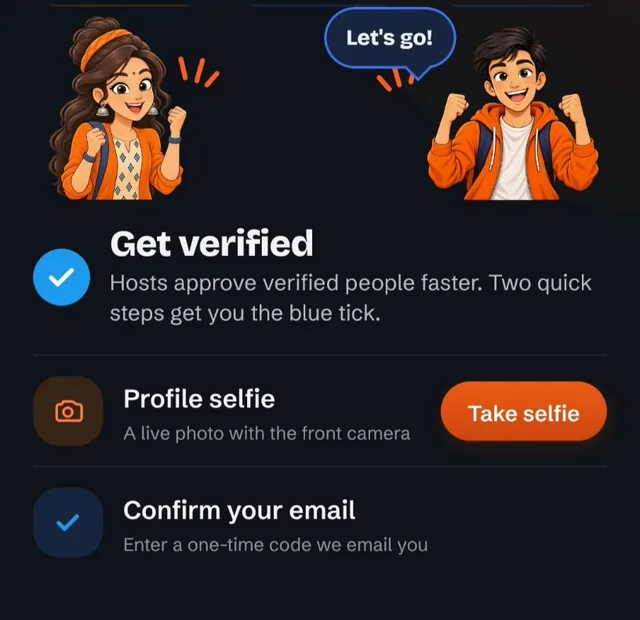 Let's go!
Get verified
Hosts approve verified people faster. Two quick
steps get you the blue tick.
Profile selfie
A live photo with the front camera
Take selfie
Confirm your email
Enter a one-time code we email you